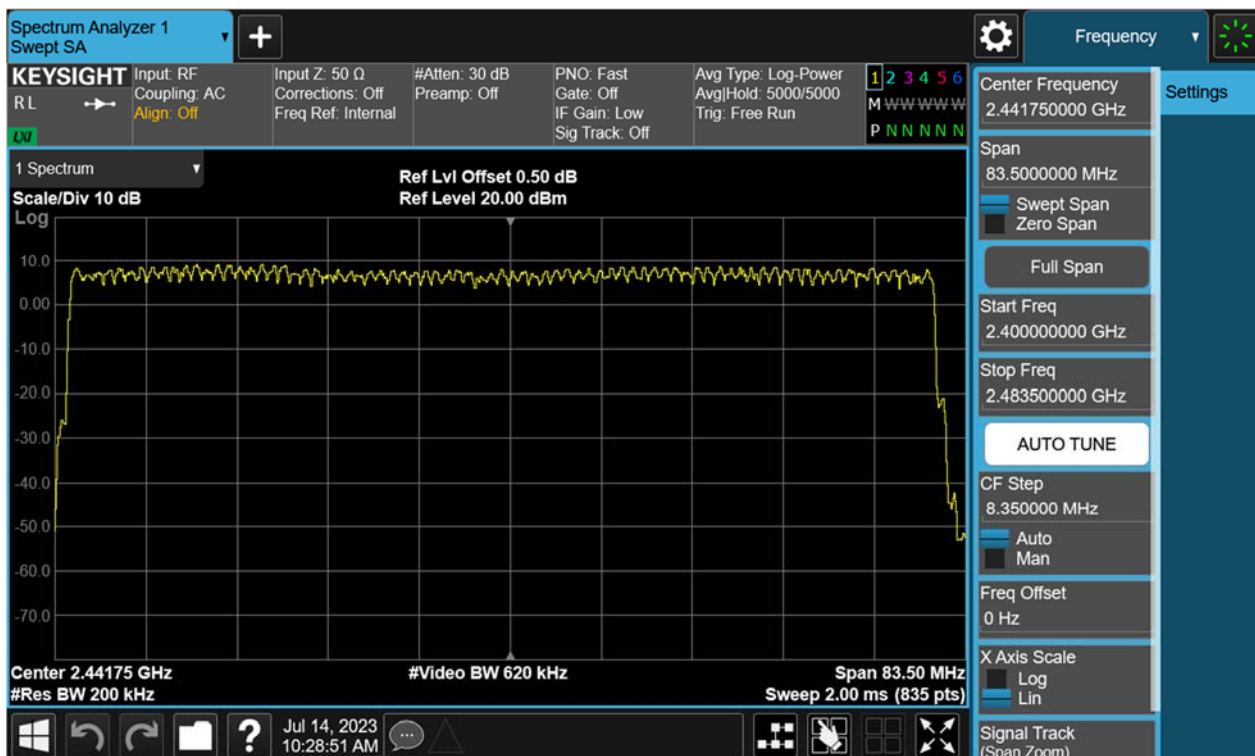 Spectrum Analyzer 1
Swept SA
Frequency
KEYSIGHT
R L
LXI
Input: RF
Coupling: AC
Align: Off
Input Z: 50 Ω
Corrections: Off
Freq Ref: Internal
#Atten: 30 dB
Preamp: Off
PNO: Fast
Gate: Off
IF Gain: Low
Sig Track: Off
Avg Type: Log-Power
Avg|Hold: 5000/5000
Trig: Free Run
1 2 3 4 5 6
M W W W W W
P N N N N N
1 Spectrum
Scale/Div 10 dB
Ref Lvl Offset 0.50 dB
Ref Level 20.00 dBm
Log
10.0
0.00
-10.0
-20.0
-30.0
-40.0
-50.0
-60.0
-70.0
Center 2.44175 GHz
#Res BW 200 kHz
#Video BW 620 kHz
Span 83.50 MHz
Sweep 2.00 ms (835 pts)
Center Frequency
2.441750000 GHz
Span
83.5000000 MHz
Swept Span
Zero Span
Full Span
Start Freq
2.400000000 GHz
Stop Freq
2.483500000 GHz
AUTO TUNE
CF Step
8.350000 MHz
Auto
Man
Freq Offset
0 Hz
X Axis Scale
Log
Lin
Signal Track
(Span Zoom)
Settings
?
Jul 14, 2023
10:28:51 AM